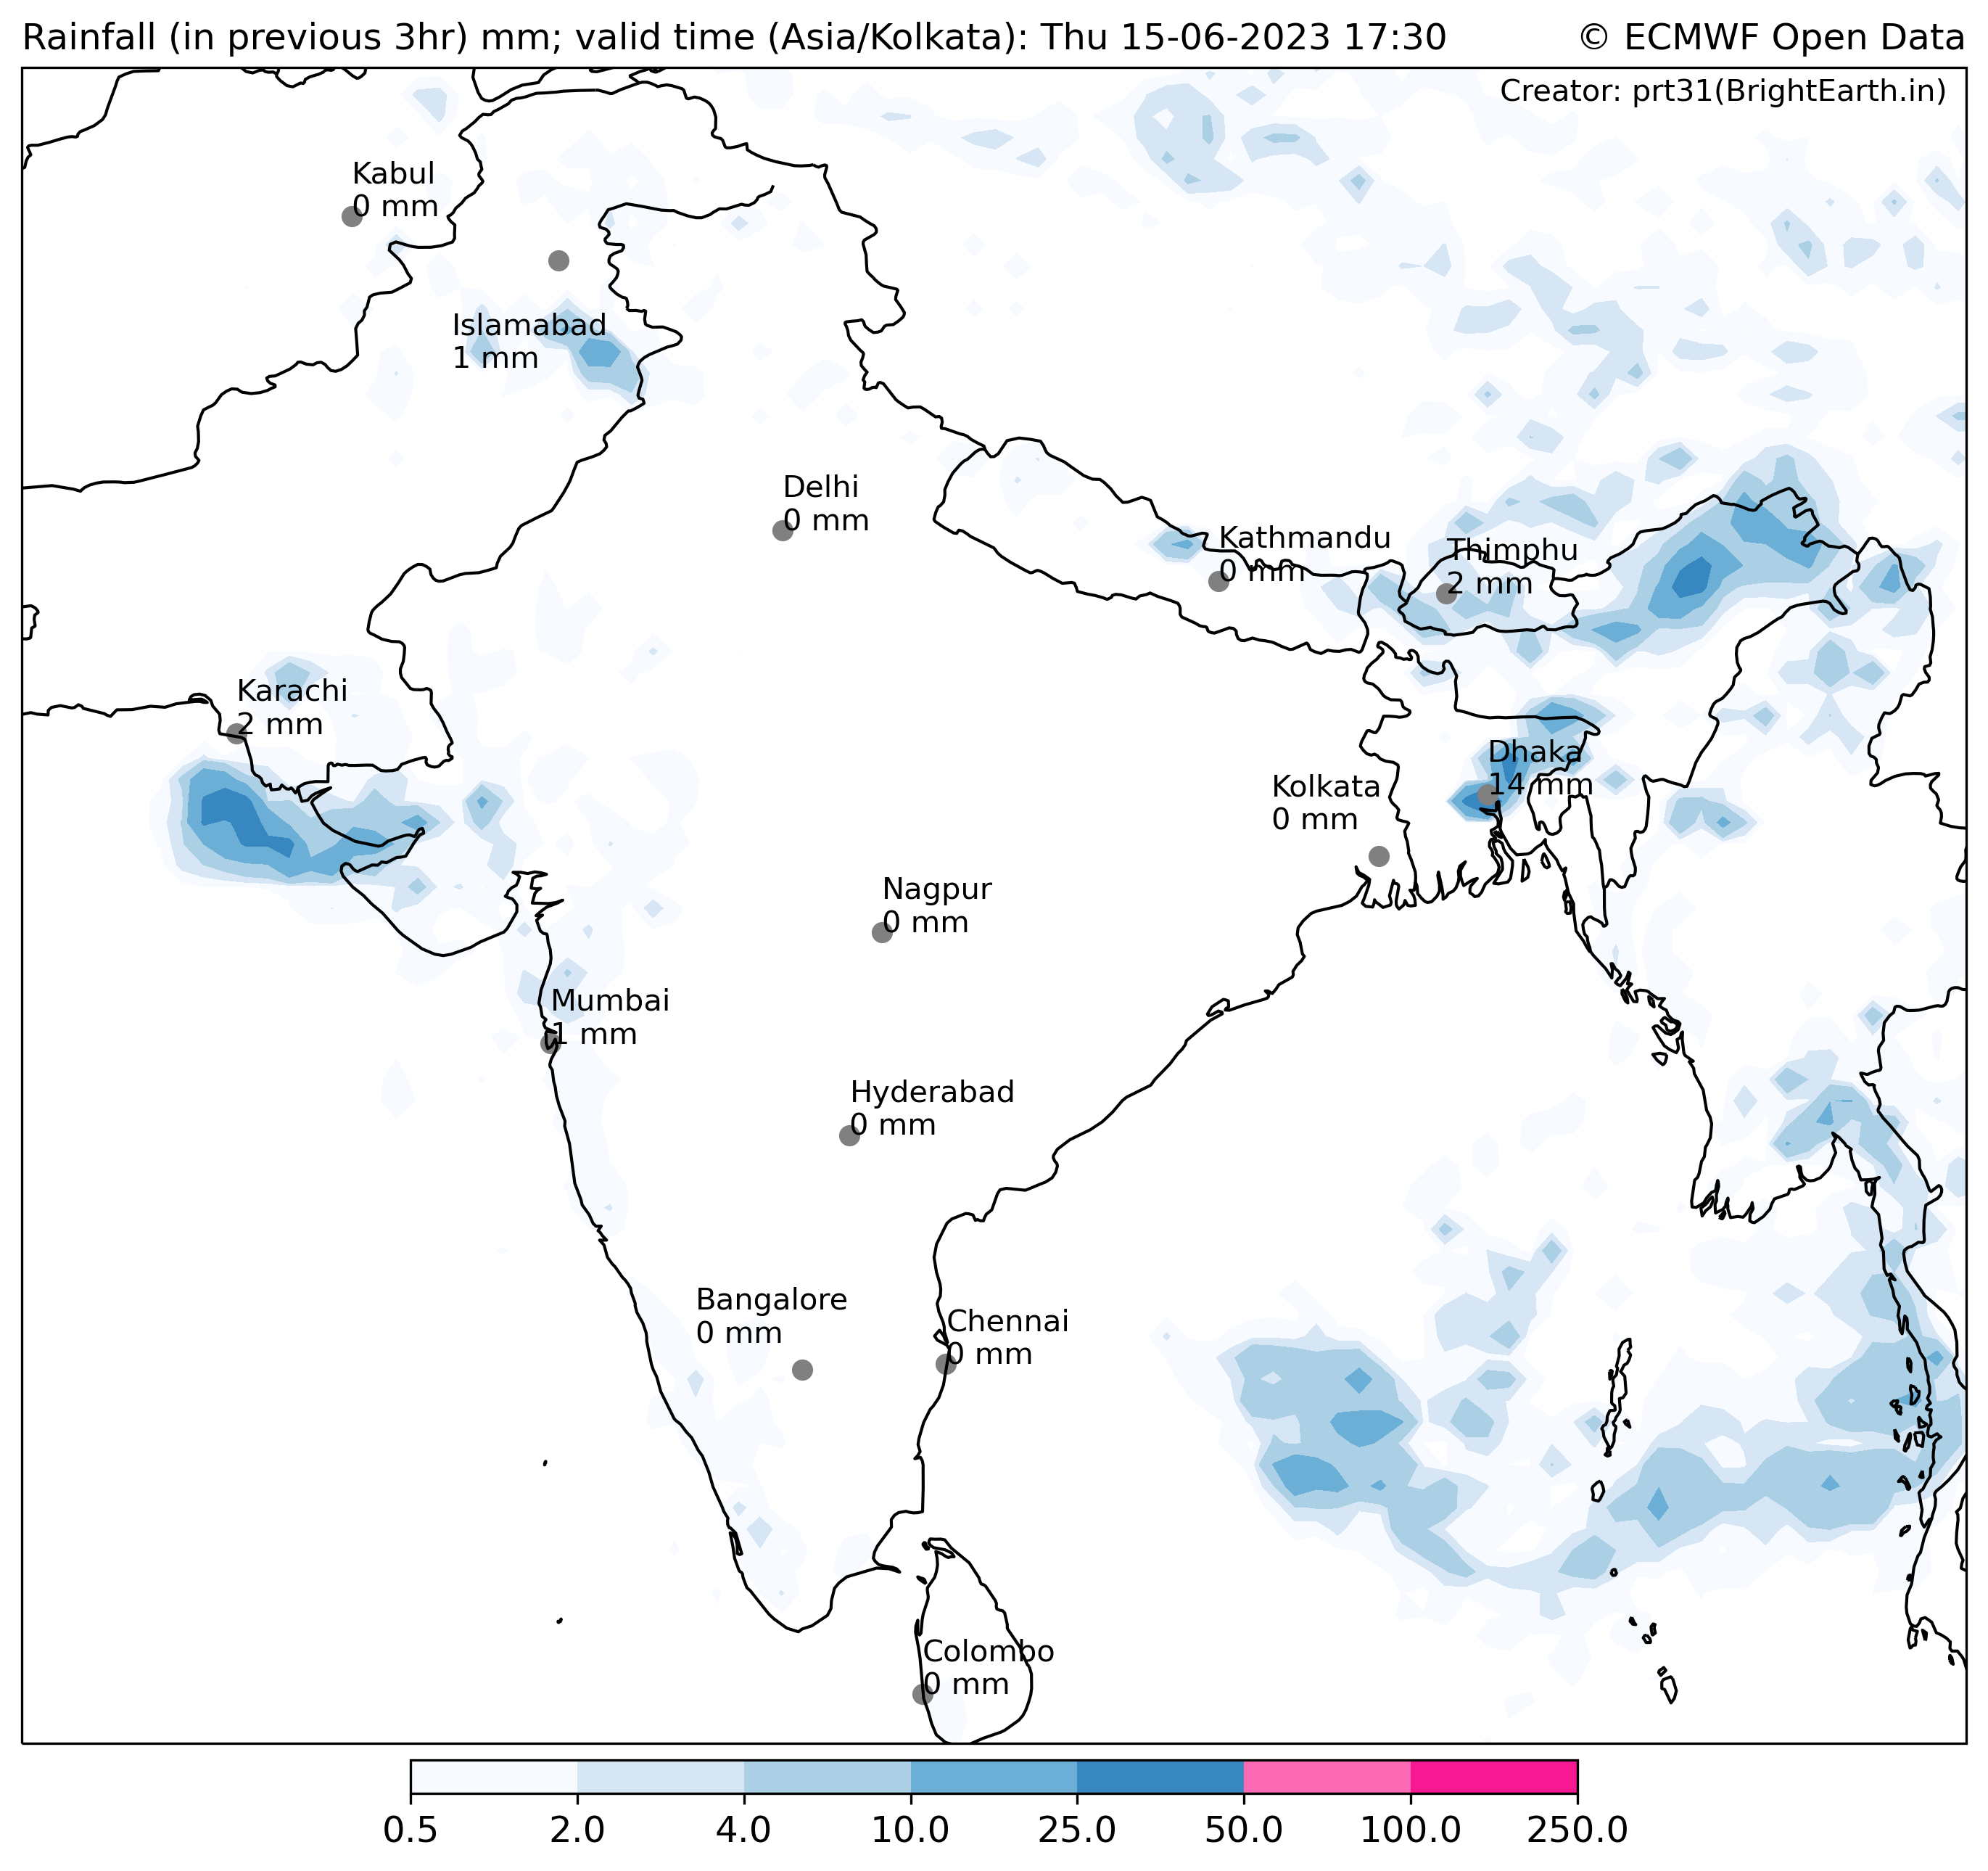 Rainfall (in previous 3hr) mm; valid time (Asia/Kolkata): Thu 15-06-2023 17:30
© ECMWF Open Data
Creator: prt31(BrightEarth.in)
Kabul
0 mm
Islamabad
1 mm
Delhi
0 mm
Kathmandu
0 mm
Thimphu
2 mm
Karachi
2 mm
Dhaka
14 mm
Kolkata
0 mm
Nagpur
0 mm
Mumbai
1 mm
Hyderabad
0 mm
Bangalore
0 mm
Chennai
0 mm
Colombo
0 mm
0.5 2.0 4.0 10.0 25.0 50.0 100.0 250.0